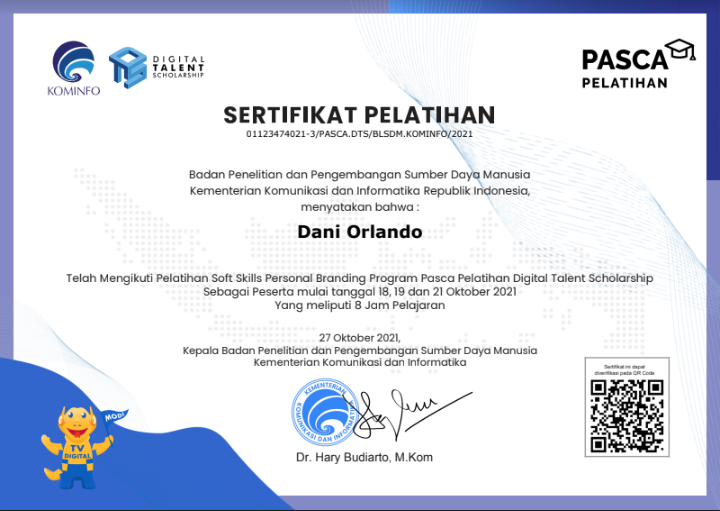 KOMINFO
DIGITAL
TALENT
SCHOLARSHIP
PASCA
PELATIHAN
SERTIFIKAT PELATIHAN
01123474021-3/PASCA.DTS/BLSDM.KOMINFO/2021
Badan Penelitian dan Pengembangan Sumber Daya Manusia
Kementerian Komunikasi dan Informatika Republik Indonesia,
menyatakan bahwa :
Dani Orlando
Telah Mengikuti Pelatihan Soft Skills Personal Branding Program Pasca Pelatihan Digital Talent Scholarship
Sebagai Peserta mulai tanggal 18, 19 dan 21 Oktober 2021
Yang meliputi 8 Jam Pelajaran
27 Oktober 2021,
Kepala Badan Penelitian dan Pengembangan Sumber Daya Manusia
Kementerian Komunikasi dan Informatika
KEMENTERIAN
KOMUNIKASI DAN INFORMATIKA
Dr. Hary Budiarto, M.Kom
Sertifikat ini dapat
diverifikasi pada QR Code
MODI
TV
DIGITAL